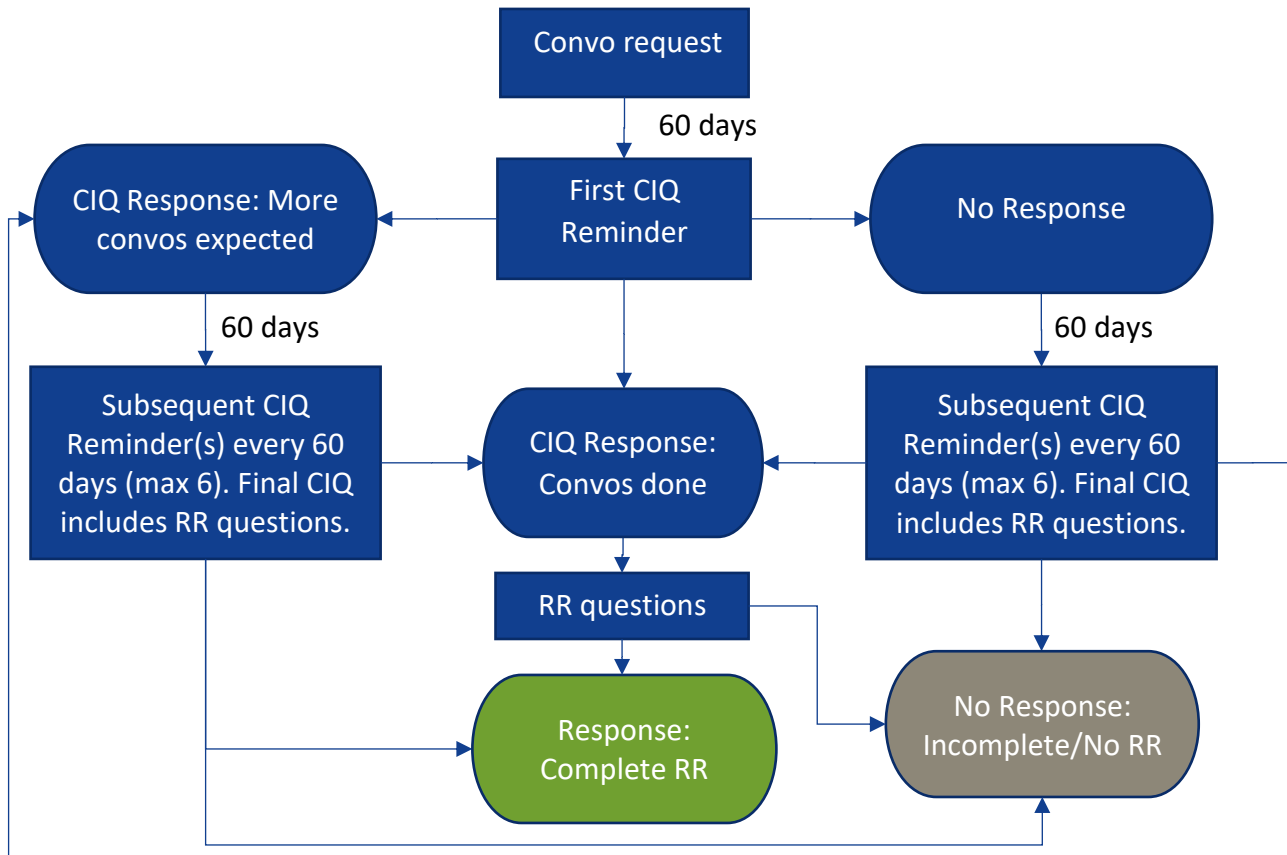 Convo request
60 days
CIQ Response: More
convos expected
First CIQ
Reminder
No Response
60 days
60 days
Subsequent CIQ
Reminder(s) every 60
days (max 6). Final CIQ
includes RR questions.
CIQ Response:
Convos done
Subsequent CIQ
Reminder(s) every 60
days (max 6). Final CIQ
includes RR questions.
RR questions
Response:
Complete RR
No Response:
Incomplete/No RR